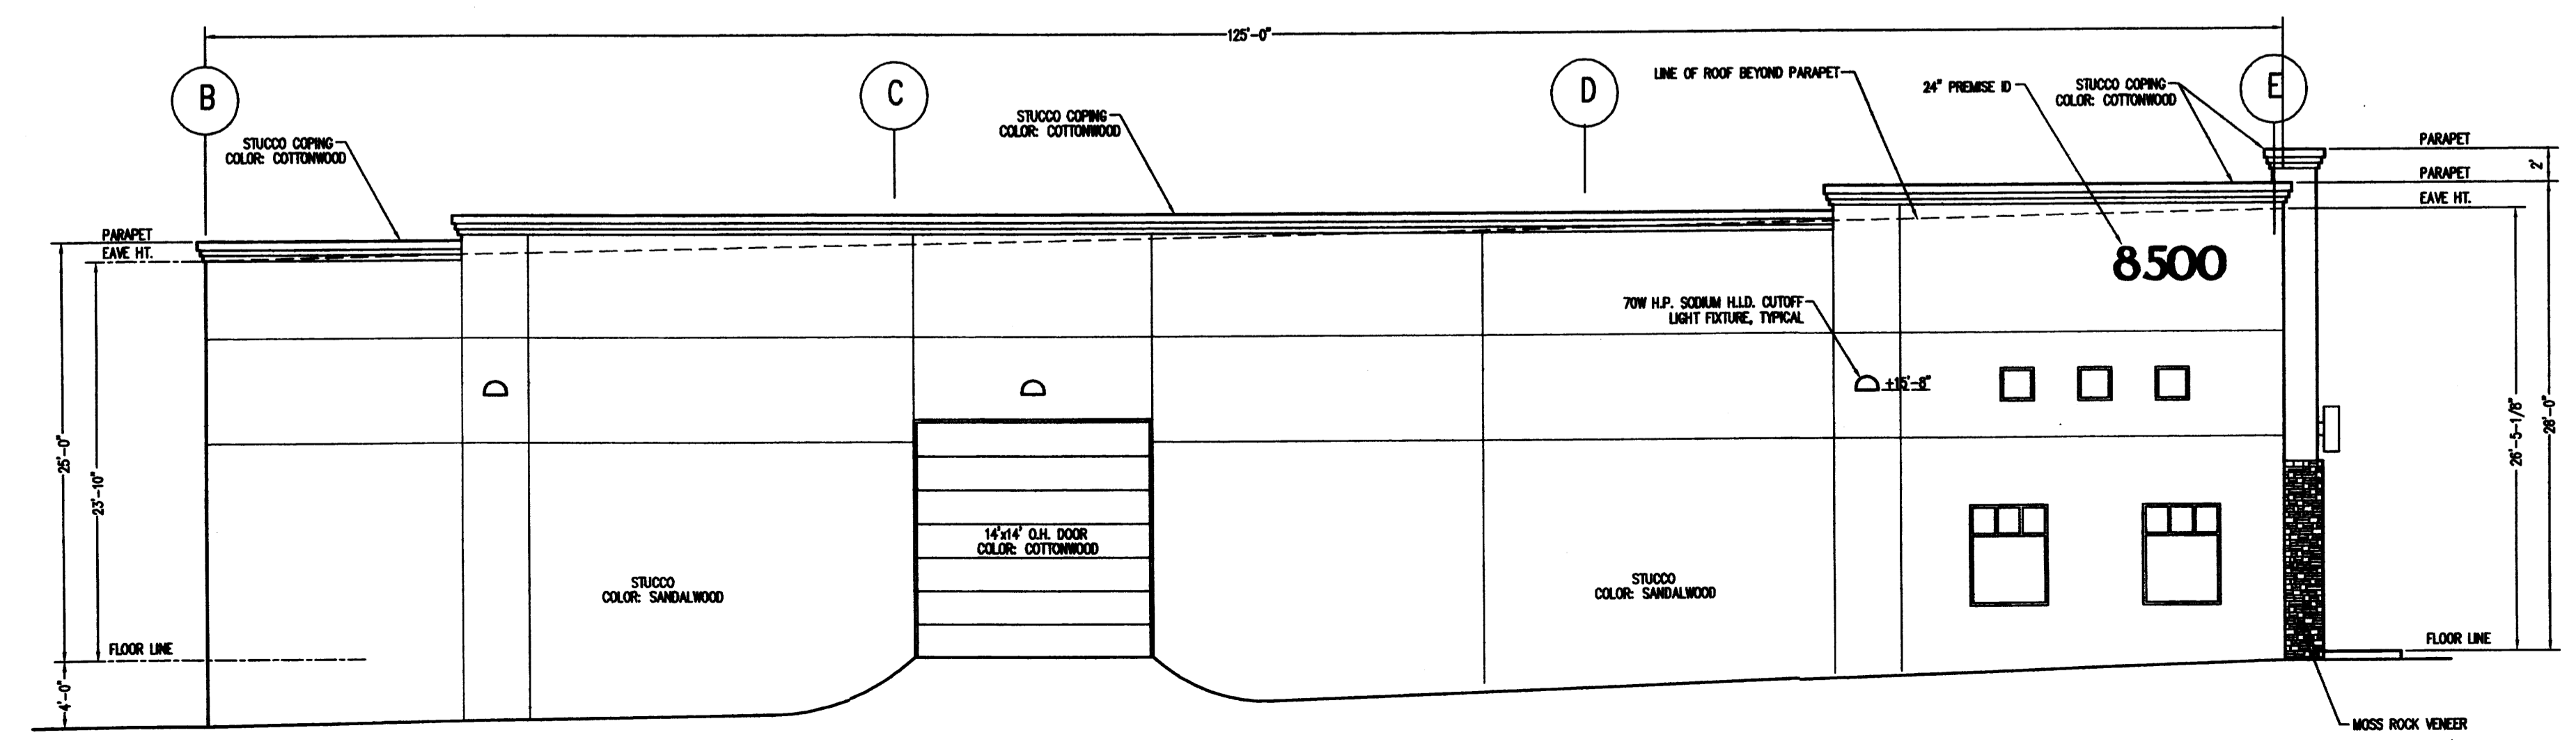 125'-0"
B
C
D
E
LINE OF ROOF BEYOND PARAPET
24" PREMISE ID
STUCCO COPING
COLOR: COTTONWOOD
STUCCO COPING
COLOR: COTTONWOOD
STUCCO COPING
COLOR: COTTONWOOD
PARAPET
2'
PARAPET
EAVE HT.
PARAPET
EAVE HT.
8500
70W H.P. SODIUM H.I.D. CUTOFF
LIGHT FIXTURE, TYPICAL
+15'-8"
25'-0"
23'-10"
26'-5-1/8"
28'-0"
14'x14' O.H. DOOR
COLOR: COTTONWOOD
STUCCO
COLOR: SANDALWOOD
STUCCO
COLOR: SANDALWOOD
FLOOR LINE
FLOOR LINE
4'-0"
MOSS ROCK VENEER